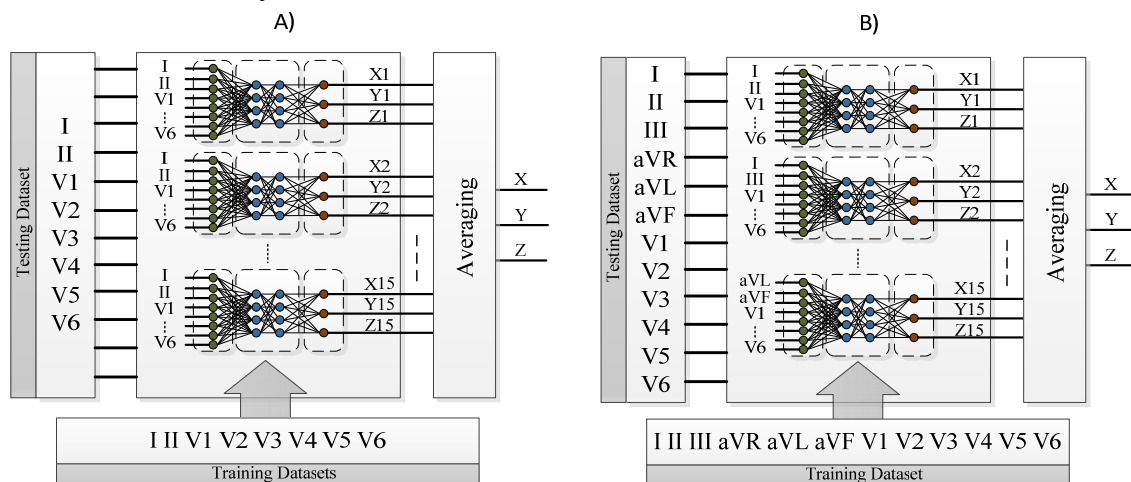 A)
Testing Dataset
I
II
V1
V2
V3
V4
V5
V6
I
II
V1
V6
X1
Y1
Z1
I
II
V1
V6
X2
Y2
Z2
I
II
V1
V6
X15
Y15
Z15
Averaging
X
Y
Z
I II V1 V2 V3 V4 V5 V6
Training Datasets
B)
Testing Dataset
I
II
III
aVR
aVL
aVF
V1
V2
V3
V4
V5
V6
I
II
V1
V6
X1
Y1
Z1
I
III
V1
V6
X2
Y2
Z2
aVL
aVF
V1
V6
X15
Y15
Z15
Averaging
X
Y
Z
I II III aVR aVL aVF V1 V2 V3 V4 V5 V6
Training Dataset